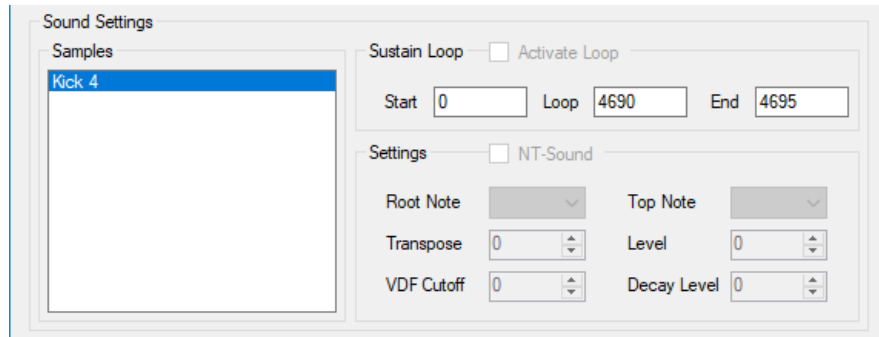 Sound Settings
Samples
Kick 4
Sustain Loop Activate Loop
Start 0 Loop 4690 End 4695
Settings NT-Sound
Root Note Top Note
Transpose 0 Level 0
VDF Cutoff 0 Decay Level 0